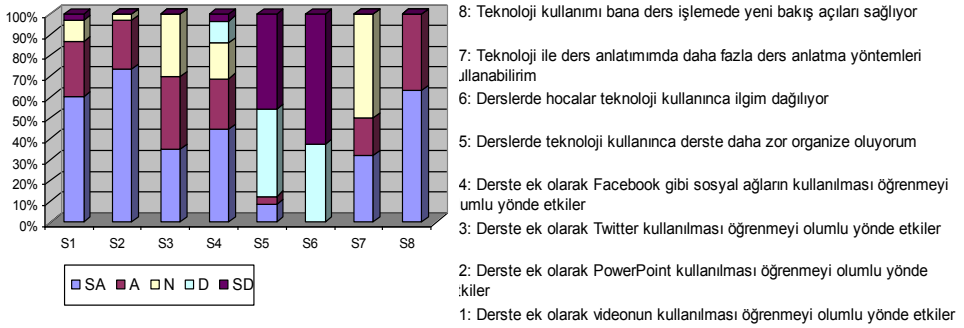 100%
90%
80%
70%
60%
50%
40%
30%
20%
10%
0%
S1 S2 S3 S4 S5 S6 S7 S8
SA A N D SD
8: Teknoloji kullanımı bana ders işlemede yeni bakış açıları sağlıyor
7: Teknoloji ile ders anlatımımda daha fazla ders anlatma yöntemleri
ullanabilirim
6: Derslerde hocalar teknoloji kullanınca ilgim dağılıyor
5: Derslerde teknoloji kullanınca derste daha zor organize oluyorum
4: Derste ek olarak Facebook gibi sosyal ağların kullanılması öğrenmeyi
umlu yönde etkiler
3: Derste ek olarak Twitter kullanılması öğrenmeyi olumlu yönde etkiler
2: Derste ek olarak PowerPoint kullanılması öğrenmeyi olumlu yönde
kiler
1: Derste ek olarak videonun kullanılması öğrenmeyi olumlu yönde etkiler